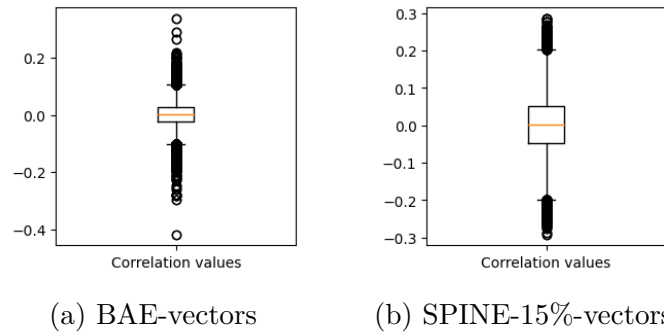 0.2
0.0
−0.2
−0.4
Correlation values
(a) BAE-vectors
0.3
0.2
0.1
0.0
−0.1
−0.2
−0.3
Correlation values
(b) SPINE-15%-vectors